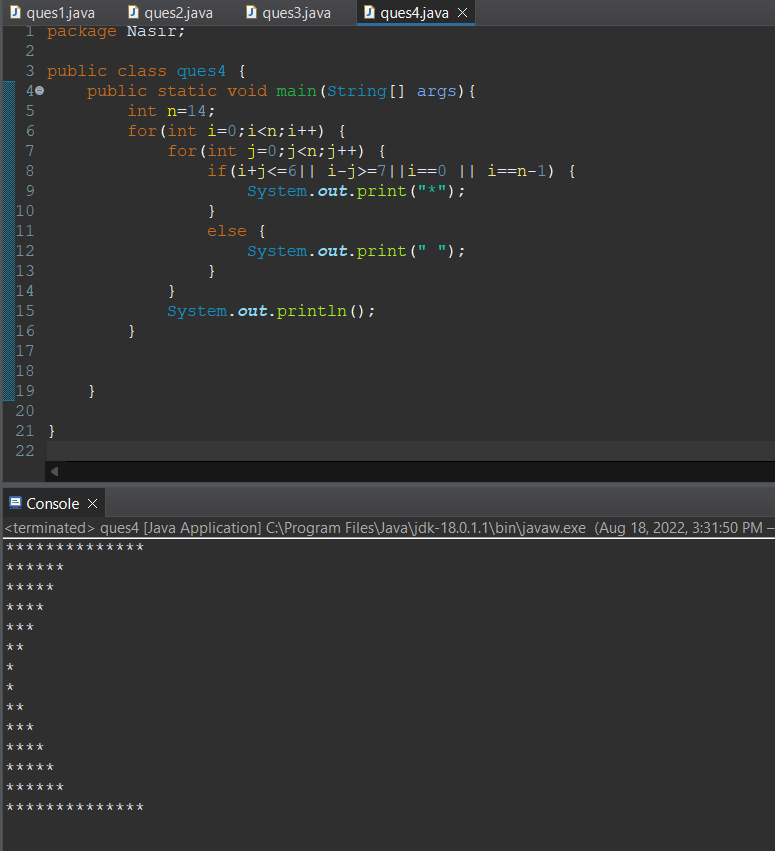 ques1.java ques2.java ques3.java ques4.java
1 package Nasir;
2
3 public class ques4 {
4 public static void main(String[] args){
5 int n=14;
6 for(int i=0;i<n;i++) {
7 for(int j=0;j<n;j++) {
8 if(i+j<=6|| i-j>=7||i==0 || i==n-1) {
9 System.out.print("*");
10 }
11 else {
12 System.out.print(" ");
13 }
14 }
15 System.out.println();
16 }
17
18
19 }
20
21 }
22
Console
<terminated> ques4 [Java Application] C:\Program Files\Java\jdk-18.0.1.1\bin\javaw.exe (Aug 18, 2022, 3:31:50 PM –
**************
******
*****
****
***
**
*
*
**
***
****
*****
******
**************